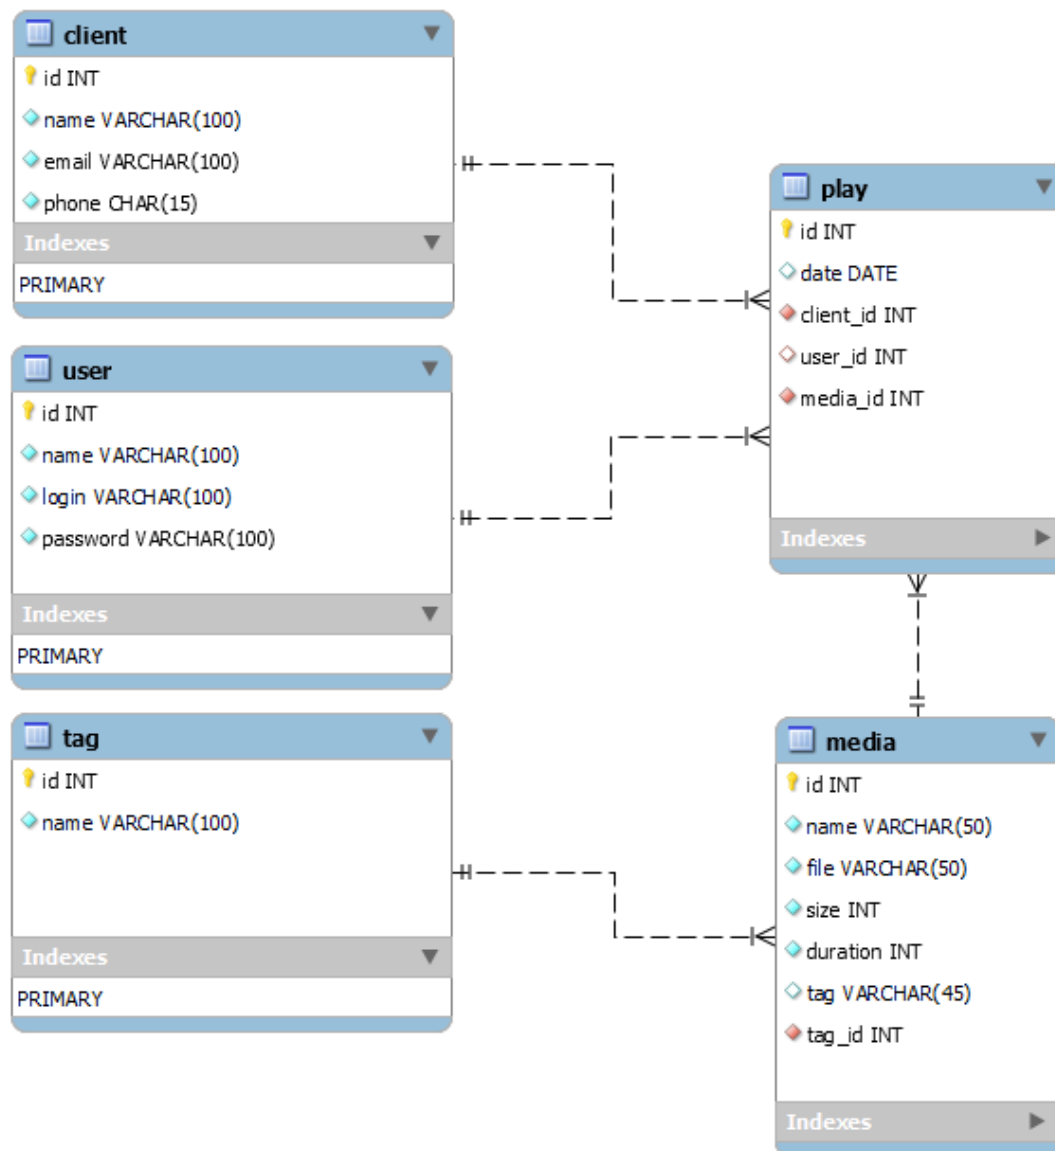 client
id INT
name VARCHAR(100)
email VARCHAR(100)
phone CHAR(15)
Indexes
PRIMARY
user
id INT
name VARCHAR(100)
login VARCHAR(100)
password VARCHAR(100)
Indexes
PRIMARY
tag
id INT
name VARCHAR(100)
Indexes
PRIMARY
play
id INT
date DATE
client_id INT
user_id INT
media_id INT
Indexes
media
id INT
name VARCHAR(50)
file VARCHAR(50)
size INT
duration INT
tag VARCHAR(45)
tag_id INT
Indexes